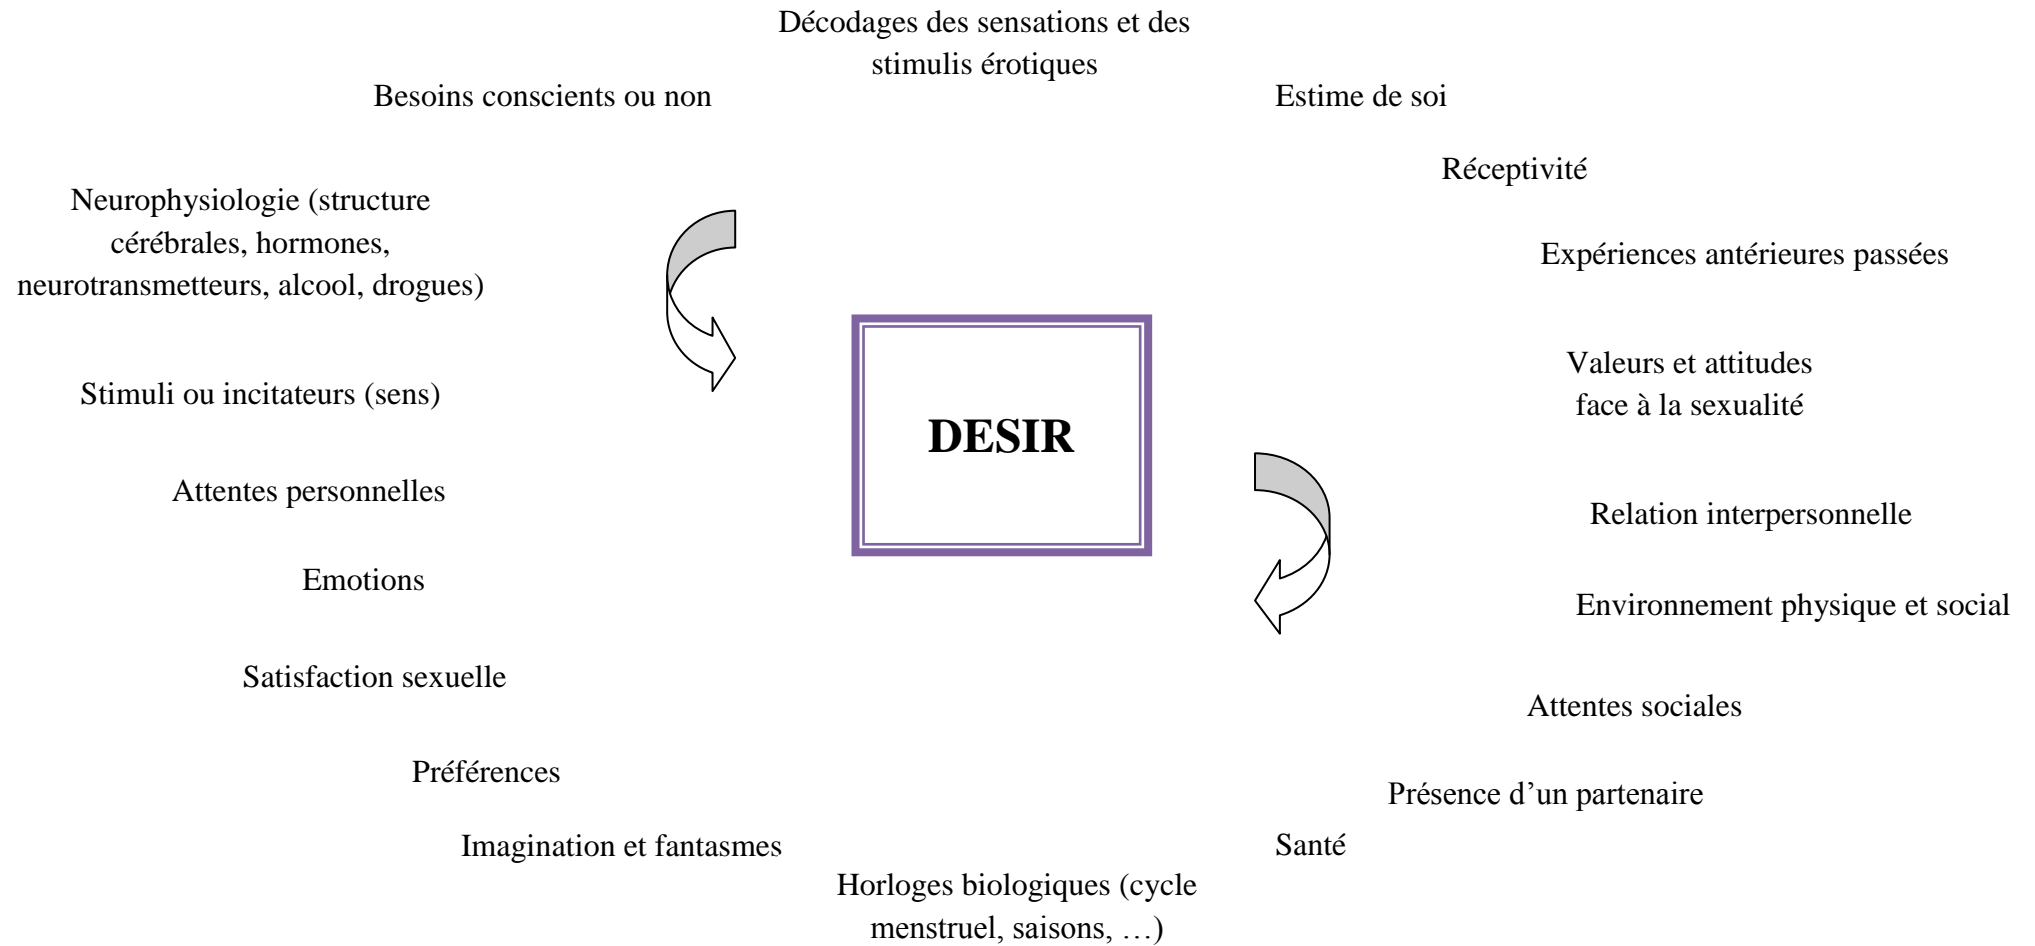 Décodages des sensations et des
stimulis érotiques
Besoins conscients ou non
Estime de soi
Réceptivité
Neurophysiologie (structure
cérébrales, hormones,
neurotransmetteurs, alcool, drogues)
Expériences antérieures passées
Valeurs et attitudes
face à la sexualité
Stimuli ou incitateurs (sens)
DESIR
Attentes personnelles
Relation interpersonnelle
Emotions
Environnement physique et social
Satisfaction sexuelle
Attentes sociales
Préférences
Présence d’un partenaire
Imagination et fantasmes
Santé
Horloges biologiques (cycle
menstruel, saisons, …)